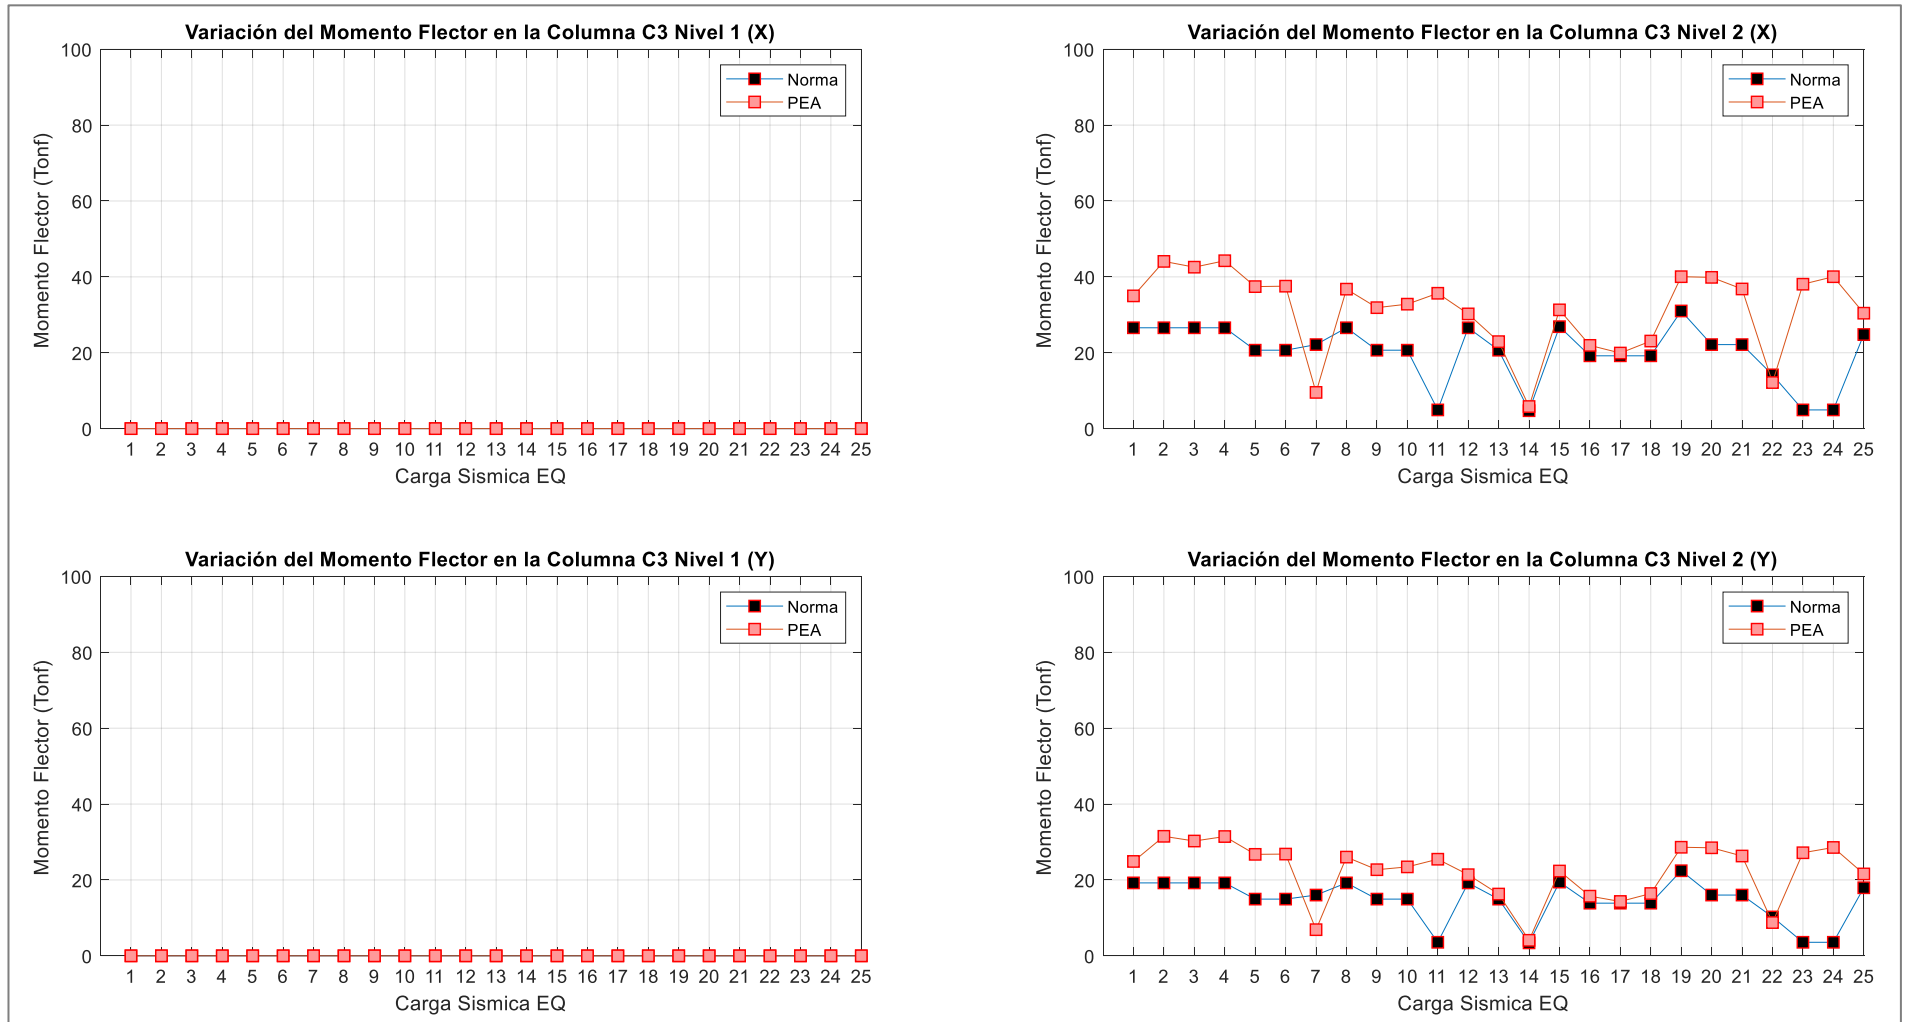 Variación del Momento Flector en la Columna C3 Nivel 1 (X)
100
80
60
40
20
0
Momento Flector (Tonf)
Norma
PEA
1 2 3 4 5 6 7 8 9 10 11 12 13 14 15 16 17 18 19 20 21 22 23 24 25
Carga Sismica EQ
Variación del Momento Flector en la Columna C3 Nivel 2 (X)
100
80
60
40
20
0
Momento Flector (Tonf)
Norma
PEA
1 2 3 4 5 6 7 8 9 10 11 12 13 14 15 16 17 18 19 20 21 22 23 24 25
Carga Sismica EQ
Variación del Momento Flector en la Columna C3 Nivel 1 (Y)
100
80
60
40
20
0
Momento Flector (Tonf)
Norma
PEA
1 2 3 4 5 6 7 8 9 10 11 12 13 14 15 16 17 18 19 20 21 22 23 24 25
Carga Sismica EQ
Variación del Momento Flector en la Columna C3 Nivel 2 (Y)
100
80
60
40
20
0
Momento Flector (Tonf)
Norma
PEA
1 2 3 4 5 6 7 8 9 10 11 12 13 14 15 16 17 18 19 20 21 22 23 24 25
Carga Sismica EQ